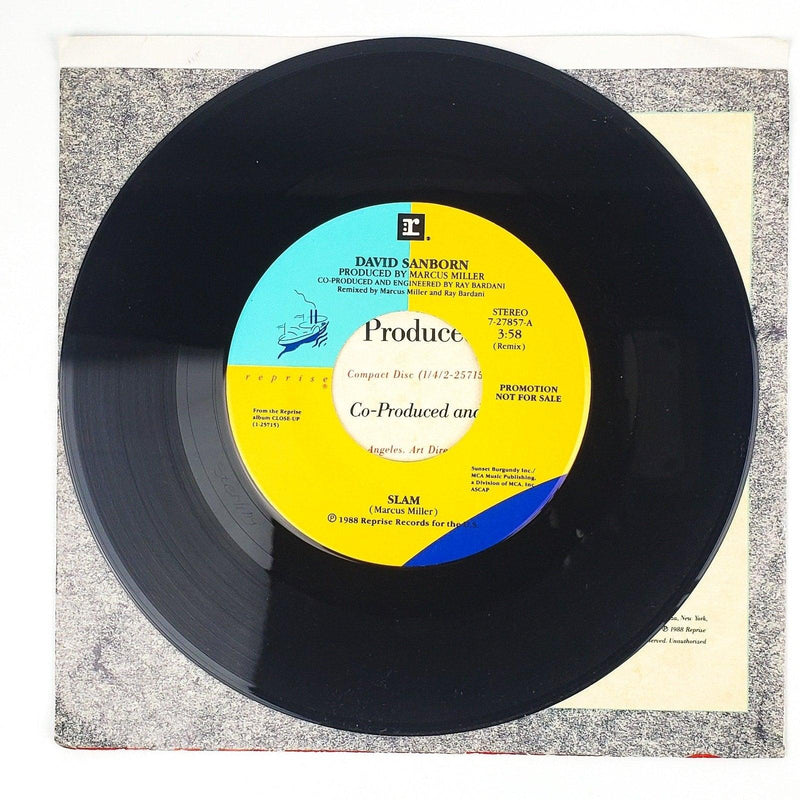 r
DAVID SANBORN
PRODUCED BY MARCUS MILLER
CO-PRODUCED AND ENGINEERED BY RAY BARDANI
Remixed by Marcus Miller and Ray Bardani
STEREO
7-27857-A
3:58
(Remix)
reprise
®
PROMOTION
NOT FOR SALE
From the Reprise
album CLOSE-UP
(1-25715)
Produce
Compact Disc (1/4/2-25715
Co-Produced and
Angeles. Art Dire
Sunset Burgundy Inc./
MCA Music Publishing,
a Division of MCA, Inc.
ASCAP
SLAM
(Marcus Miller)
℗ 1988 Reprise Records for the U.S.
New York,
℗ 1988 Reprise
Unauthorized